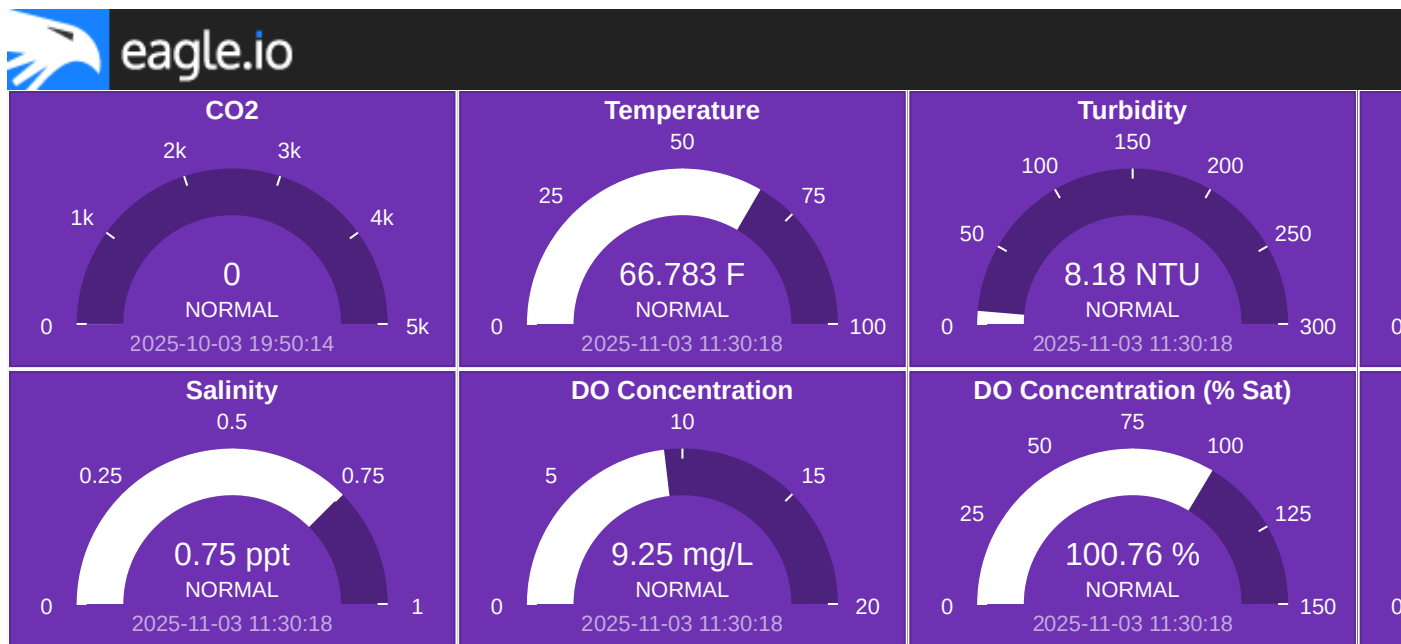 eagle.io
CO2
0
1k
2k
3k
4k
5k
0
NORMAL
2025-10-03 19:50:14
Temperature
0
25
50
75
100
66.783 F
NORMAL
2025-11-03 11:30:18
Turbidity
0
50
100
150
200
250
300
8.18 NTU
NORMAL
2025-11-03 11:30:18
0
Salinity
0
0.25
0.5
0.75
1
0.75 ppt
NORMAL
2025-11-03 11:30:18
DO Concentration
0
5
10
15
20
9.25 mg/L
NORMAL
2025-11-03 11:30:18
DO Concentration (% Sat)
0
25
50
75
100
125
150
100.76 %
NORMAL
2025-11-03 11:30:18
0